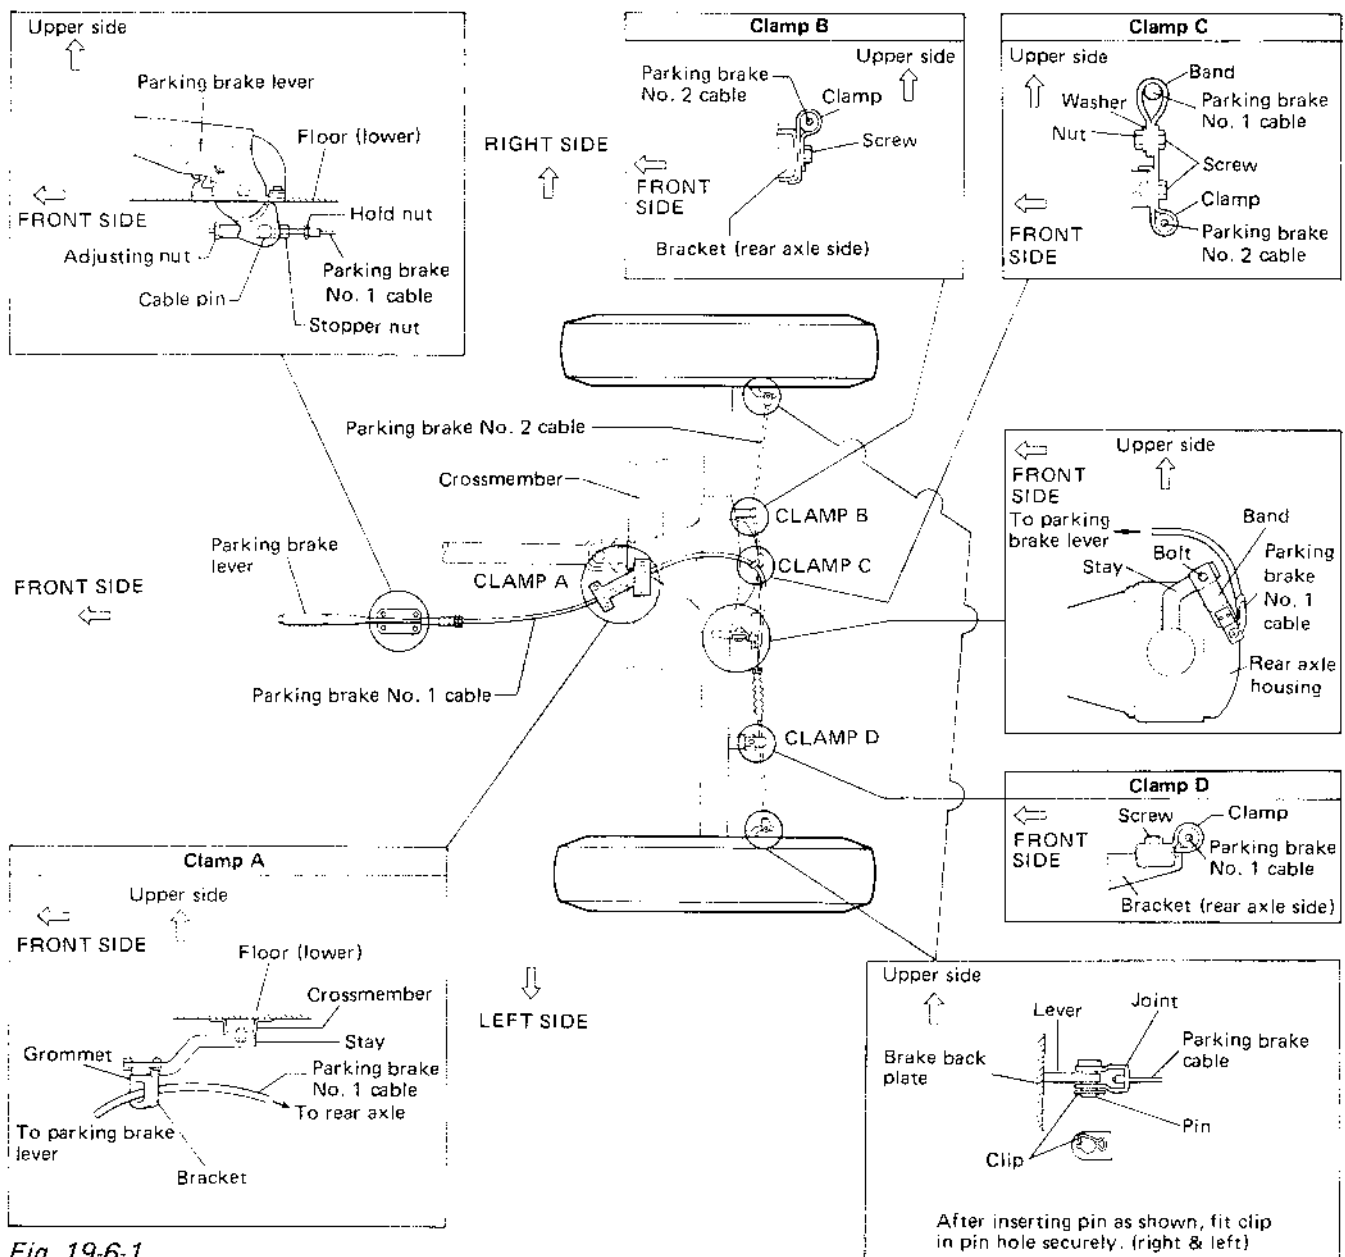 Upper side
Parking brake lever
Floor (lower)
FRONT SIDE
Hold nut
Adjusting nut
Parking brake
No. 1 cable
Cable pin
Stopper nut
RIGHT SIDE
Clamp B
Upper side
Parking brake
No. 2 cable
Clamp
Screw
FRONT
SIDE
Bracket (rear axle side)
Clamp C
Upper side
Band
Washer
Parking brake
No. 1 cable
Nut
Screw
Clamp
FRONT
SIDE
Parking brake
No. 2 cable
Parking brake No. 2 cable
Crossmember
CLAMP B
Parking brake
lever
CLAMP A
CLAMP C
FRONT SIDE
Parking brake No. 1 cable
CLAMP D
FRONT
SIDE
Upper side
To parking
brake lever
Band
Bolt
Stay
Parking
brake
No. 1
cable
Rear axle
housing
Clamp D
FRONT
SIDE
Screw
Clamp
Parking brake
No. 1 cable
Bracket (rear axle side)
Clamp A
Upper side
FRONT SIDE
Floor (lower)
Crossmember
Stay
Grommet
Parking brake
No. 1 cable
To rear axle
To parking brake
lever
Bracket
LEFT SIDE
Upper side
Lever
Joint
Brake back
plate
Parking brake
cable
Pin
Clip
After inserting pin as shown, fit clip
in pin hole securely. (right & left)
Fig. 19-6-1